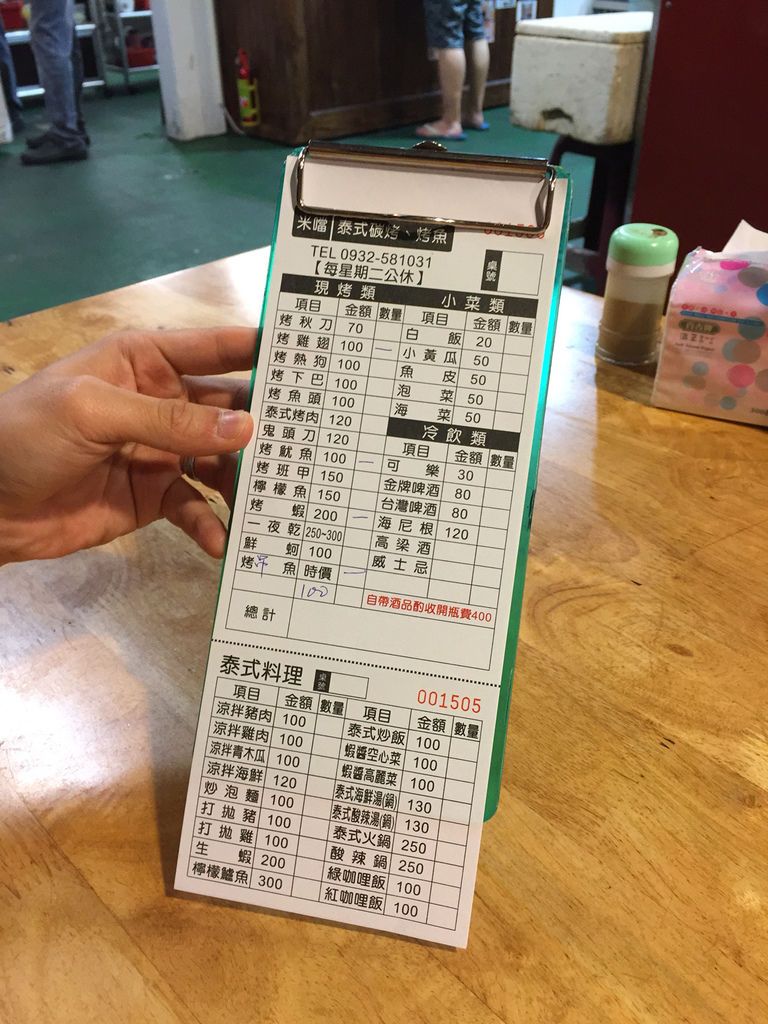 米噹 泰式碳烤、烤魚
TEL 0932-581031
【每星期二公休】
桌號
現烤類
項目 金額 數量
烤秋刀 70
烤雞翅 100 一
烤熱狗 100
烤下巴 100
烤魚頭 100
泰式烤肉 120
鬼頭刀 120
烤魷魚 100 一
烤班甲 150
檸檬魚 150
烤蝦 200 一
一夜乾 250~300
鮮蚵 100
烤吊魚 時價 一
100
小菜類
項目 金額 數量
白飯 20
小黃瓜 50
魚皮 50
泡菜 50
海菜 50
冷飲類
項目 金額 數量
可樂 30
金牌啤酒 80
台灣啤酒 80
海尼根 120
高梁酒
威士忌
自帶酒品酌收開瓶費400
總計
泰式料理 桌號
001505
項目 金額 數量
涼拌豬肉 100
涼拌雞肉 100
涼拌青木瓜 100
涼拌海鮮 120
炒泡麵 100
打拋豬 100
打拋雞 100
生蝦 200
檸檬鱸魚 300
項目 金額 數量
泰式炒飯 100
蝦醬空心菜 100
蝦醬高麗菜 100
泰式海鮮湯(鍋) 130
泰式酸辣湯(鍋) 130
泰式火鍋 250
酸辣鍋 250
綠咖哩飯 100
紅咖哩飯 100